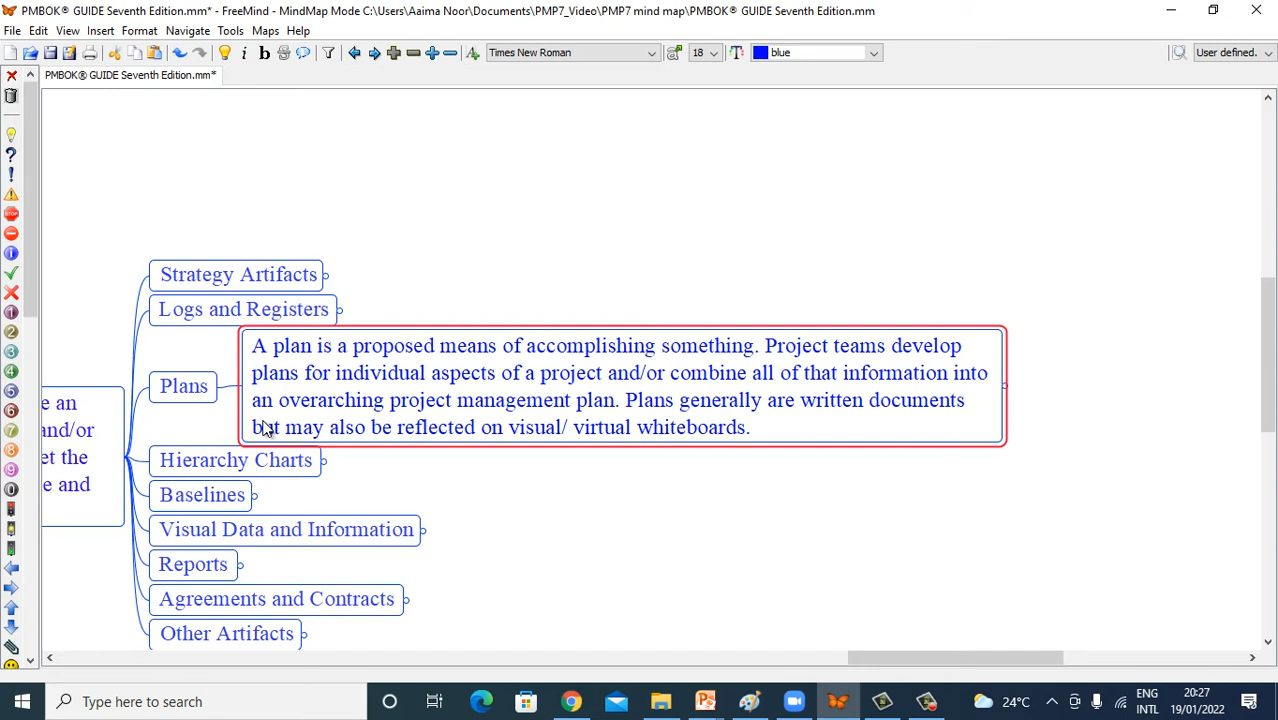 PMBOK® GUIDE Seventh Edition.mm* - FreeMind - MindMap Mode C:\Users\Aaima Noor\Documents\PMP7_Video\PMP7 mind map\PMBOK® GUIDE Seventh Edition.mm
File Edit View Insert Format Navigate Tools Maps Help
Times New Roman 18 blue User defined.
PMBOK® GUIDE Seventh Edition.mm*
Strategy Artifacts
Logs and Registers
A plan is a proposed means of accomplishing something. Project teams develop
plans for individual aspects of a project and/or combine all of that information into
an overarching project management plan. Plans generally are written documents
but may also be reflected on visual/ virtual whiteboards.
Plans
e an
and/or
et the
e and
Hierarchy Charts
Baselines
Visual Data and Information
Reports
Agreements and Contracts
Other Artifacts
Type here to search
24°C
ENG
INTL
20:27
19/01/2022